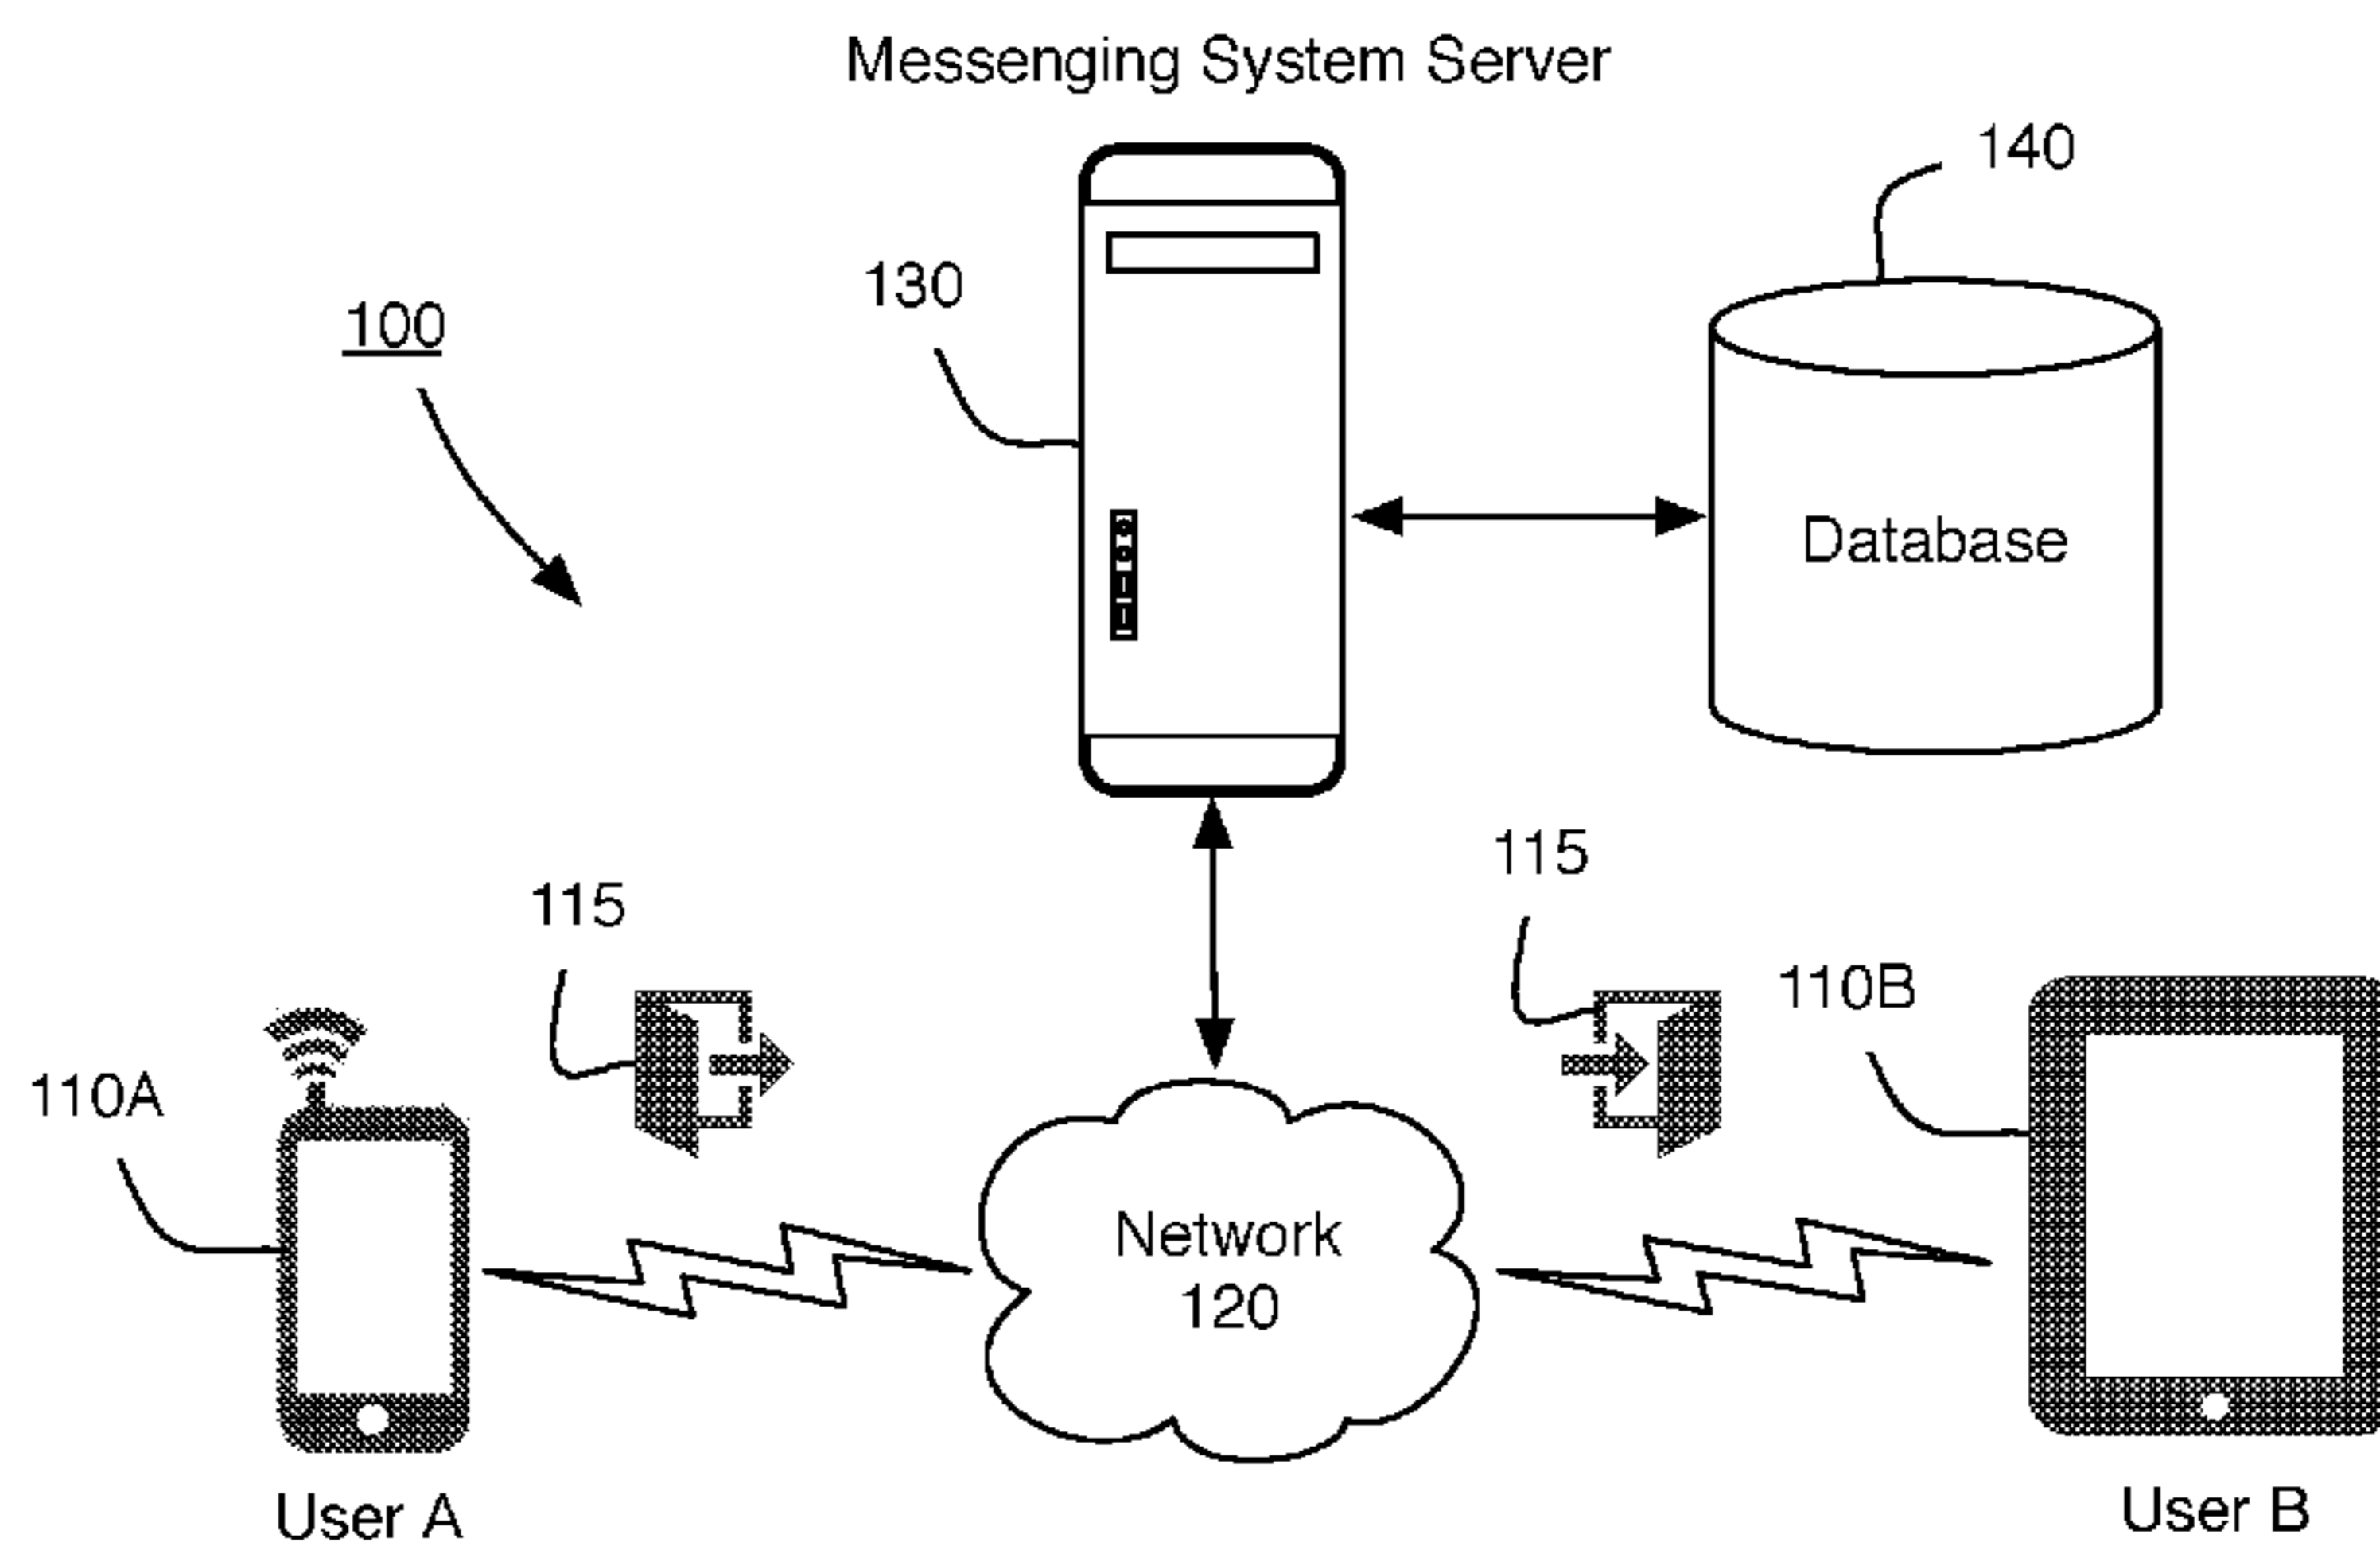 Messenging System Server
140
130
100
Database
115
115
110B
110A
Network
120
User A
User B